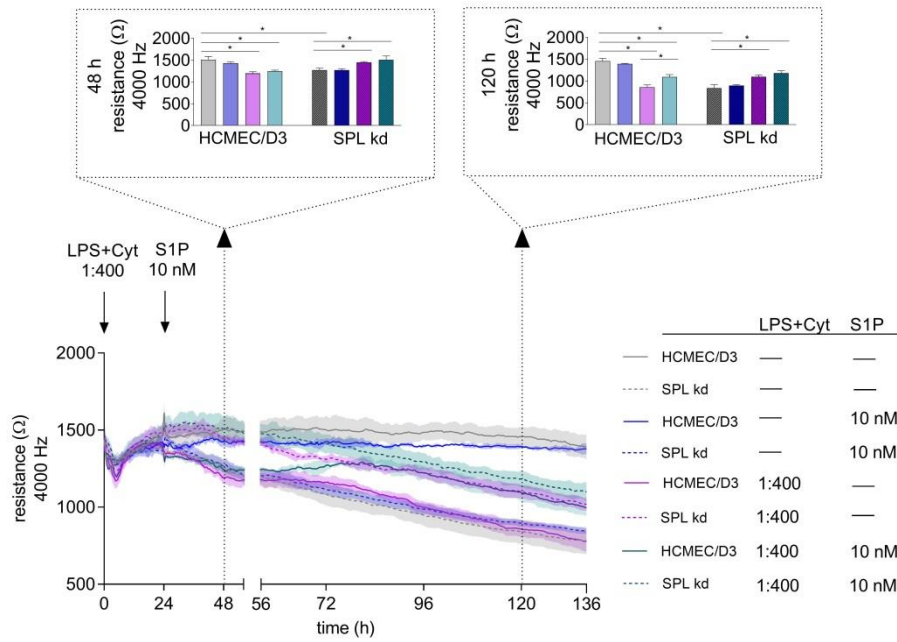 48 h
resistance (Ω)
4000 Hz
2000
1500
1000
500
0
* * * * * *
HCMEC/D3 SPL kd
120 h
resistance (Ω)
4000 Hz
2000
1500
1000
500
0
* * * * * *
HCMEC/D3 SPL kd
LPS+Cyt
1:400
S1P
10 nM
resistance (Ω)
4000 Hz
2000
1500
1000
500
0 24 48 56 72 96 120 136
time (h)
LPS+Cyt S1P
HCMEC/D3 — —
SPL kd — —
HCMEC/D3 — 10 nM
SPL kd — 10 nM
HCMEC/D3 1:400 —
SPL kd 1:400 —
HCMEC/D3 1:400 10 nM
SPL kd 1:400 10 nM